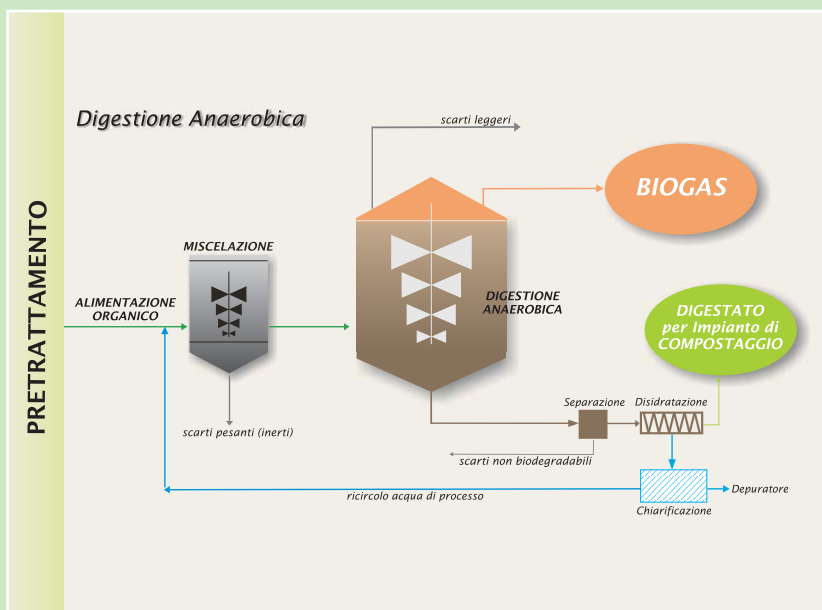 PRETRATTAMENTO
Digestione Anaerobica
scarti leggeri
BIOGAS
MISCELAZIONE
ALIMENTAZIONE
ORGANICO
DIGESTIONE
ANAEROBICA
DIGESTATO
per Impianto di
COMPOSTAGGIO
scarti pesanti (inerti)
Separazione
Disidratazione
scarti non biodegradabili
ricircolo acqua di processo
Depuratore
Chiarificazione